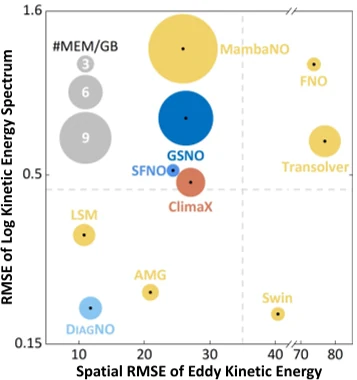 1.6
#MEM/GB
3
6
9
MambaNO
FNO
GSNO
Transolver
SFNO
ClimaX
0.5
LSM
AMG
DIAGNO
Swin
0.15
10 20 30 40 70 80
RMSE of Log Kinetic Energy Spectrum
Spatial RMSE of Eddy Kinetic Energy